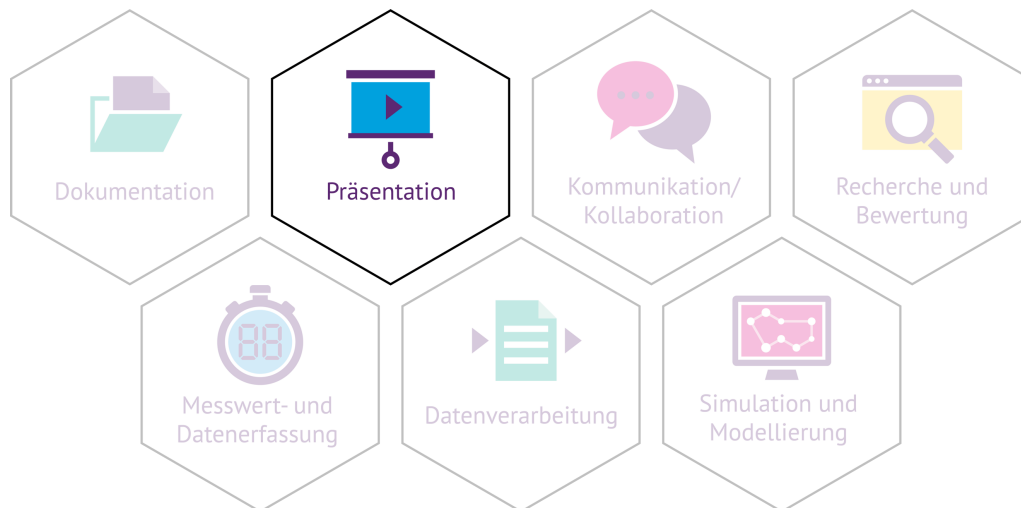 Dokumentation
Präsentation
Kommunikation/
Kollaboration
Recherche und
Bewertung
88
Messwert- und
Datenerfassung
Datenverarbeitung
Simulation und
Modellierung